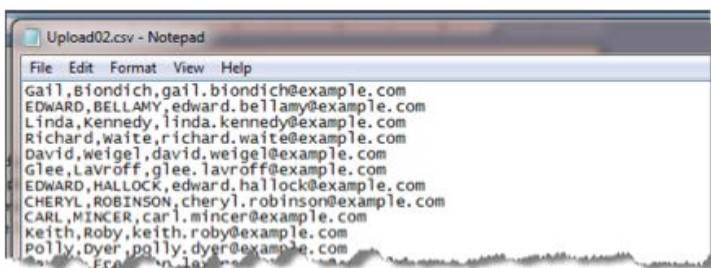 Upload02.csv - Notepad
File Edit Format View Help
Gail,Biondich,gail.biondich@example.com
EDWARD,BELLAMY,edward.bellamy@example.com
Linda,Kennedy,linda.kennedy@example.com
Richard,Waite,richard.waite@example.com
David,Weigel,david.weigel@example.com
Glee,LaVroff,glee.lavroff@example.com
EDWARD,HALLOCK,edward.hallock@example.com
CHERYL,ROBINSON,cheryl.robinson@example.com
CARL,MINCER,carl.mincer@example.com
Keith,Roby,keith.roby@example.com
Polly,Dyer,polly.dyer@example.com